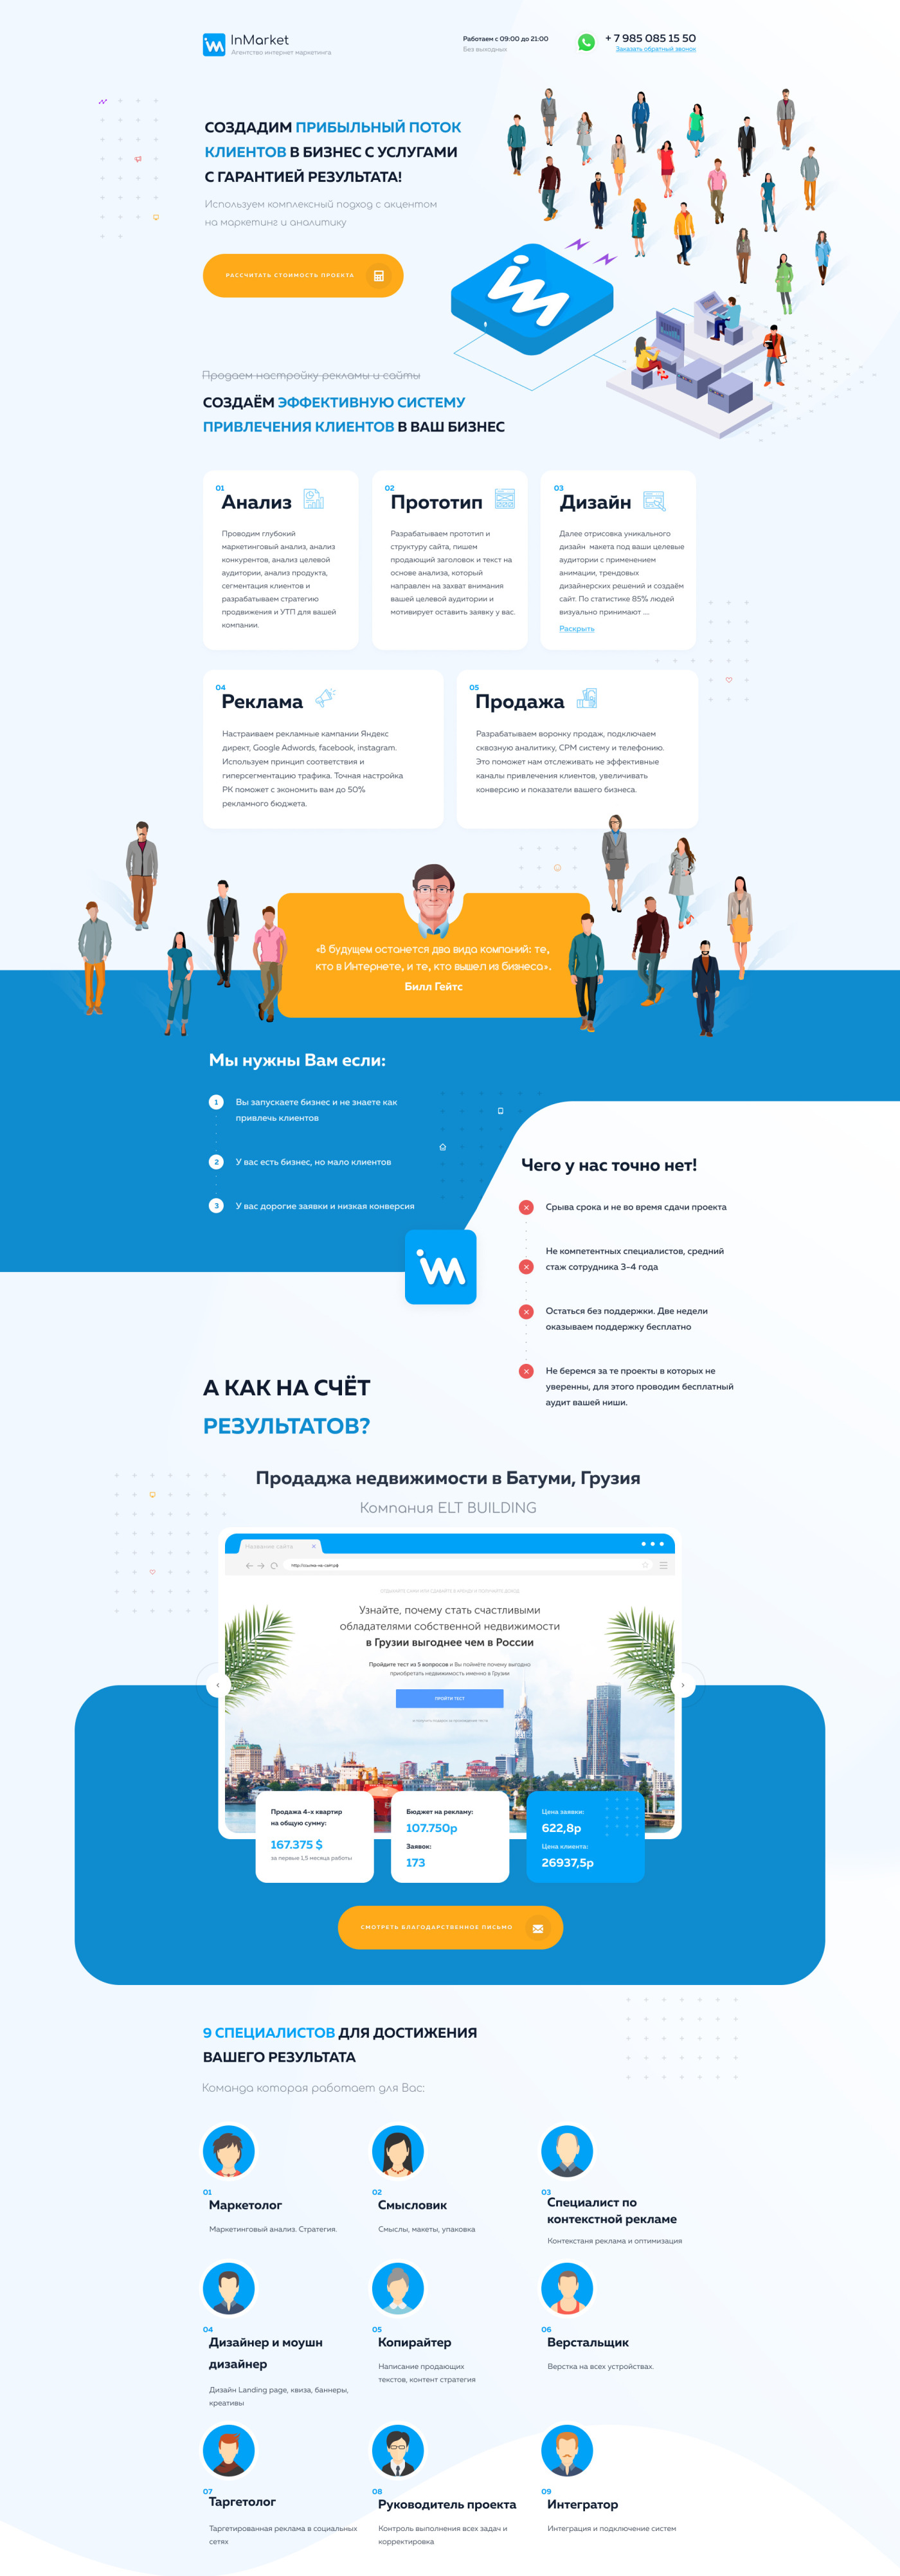 InMarket
Агентство интернет маркетинга
Работаем с 09:00 до 21:00
Без выходных
+ 7 985 085 15 50
Заказать обратный звонок
СОЗДАДИМ ПРИБЫЛЬНЫЙ ПОТОК
КЛИЕНТОВ В БИЗНЕС С УСЛУГАМИ
С ГАРАНТИЕЙ РЕЗУЛЬТАТА!
Используем комплексный подход с акцентом
на маркетинг и аналитику
РАССЧИТАТЬ СТОИМОСТЬ ПРОЕКТА
im
Продаем настройку рекламы и сайты
СОЗДАЁМ ЭФФЕКТИВНУЮ СИСТЕМУ
ПРИВЛЕЧЕНИЯ КЛИЕНТОВ В ВАШ БИЗНЕС
01
Анализ
Проводим глубокий
маркетинговый анализ, анализ
конкурентов, анализ целевой
аудитории, анализ продукта,
сегментация клиентов и
разрабатываем стратегию
продвижения и УТП для вашей
компании.
02
Прототип
Разрабатываем прототип и
структуру сайта, пишем
продающий заголовок и текст на
основе анализа, который
направлен на захват внимания
вашей целевой аудитории и
мотивирует оставить заявку у вас.
03
Дизайн
Далее отрисовка уникального
дизайн макета под ваши целевые
аудитории с применением
анимации, трендовых
дизайнерских решений и создаём
сайт. По статистике 85% людей
визуально принимают ....
Раскрыть
04
Реклама
Настраиваем рекламные кампании Яндекс
директ, Google Adwords, facebook, instagram.
Используем принцип соответствия и
гиперсегментацию трафика. Точная настройка
РК поможет с экономить вам до 50%
рекламного бюджета.
05
Продажа
Разрабатываем воронку продаж, подключаем
сквозную аналитику, СРМ систему и телефонию.
Это поможет нам отслеживать не эффективные
каналы привлечения клиентов, увеличивать
конверсию и показатели вашего бизнеса.
«В будущем останется два вида компаний: те,
кто в Интернете, и те, кто вышел из бизнеса».
Билл Гейтс
Мы нужны Вам если:
1 Вы запускаете бизнес и не знаете как
привлечь клиентов
2 У вас есть бизнес, но мало клиентов
3 У вас дорогие заявки и низкая конверсия
im
Чего у нас точно нет!
Срыва срока и не во время сдачи проекта
Не компетентных специалистов, средний
стаж сотрудника 3-4 года
Остаться без поддержки. Две недели
оказываем поддержку бесплатно
Не беремся за те проекты в которых не
уверенны, для этого проводим бесплатный
аудит вашей ниши.
А КАК НА СЧЁТ
РЕЗУЛЬТАТОВ?
Продаджа недвижимости в Батуми, Грузия
Компания ELT BUILDING
Название сайта
http://ссылка-на-сайт.рф
Узнайте, почему стать счастливыми
обладателями собственной недвижимости
в Грузии выгоднее чем в России
Пройдите тест из 5 вопросов и Вы поймёте почему выгодно
приобретать недвижимость именно в Грузии
ПРОЙТИ ТЕСТ
Продажа 4-х квартир
на общую сумму:
167.375 $
за первые 1,5 месяца работы
Бюджет на рекламу:
107.750р
Заявок:
173
Цена заявки:
622,8р
Цена клиента:
26937,5р
СМОТРЕТЬ БЛАГОДАРСТВЕННОЕ ПИСЬМО
9 СПЕЦИАЛИСТОВ ДЛЯ ДОСТИЖЕНИЯ
ВАШЕГО РЕЗУЛЬТАТА
Команда которая работает для Вас:
01
Маркетолог
Маркетинговый анализ. Стратегия.
02
Смысловик
Смыслы, макеты, упаковка
03
Специалист по
контекстной рекламе
Контекстаня реклама и оптимизация
04
Дизайнер и моушн
дизайнер
Дизайн Landing page, квиза, баннеры,
креативы
05
Копирайтер
Написание продающих
текстов, контент стратегия
06
Верстальщик
Верстка на всех устройствах.
07
Таргетолог
Таргетированная реклама в социальных
сетях
08
Руководитель проекта
Контроль выполнения всех задач и
корректировка
09
Интегратор
Интеграция и подключение систем